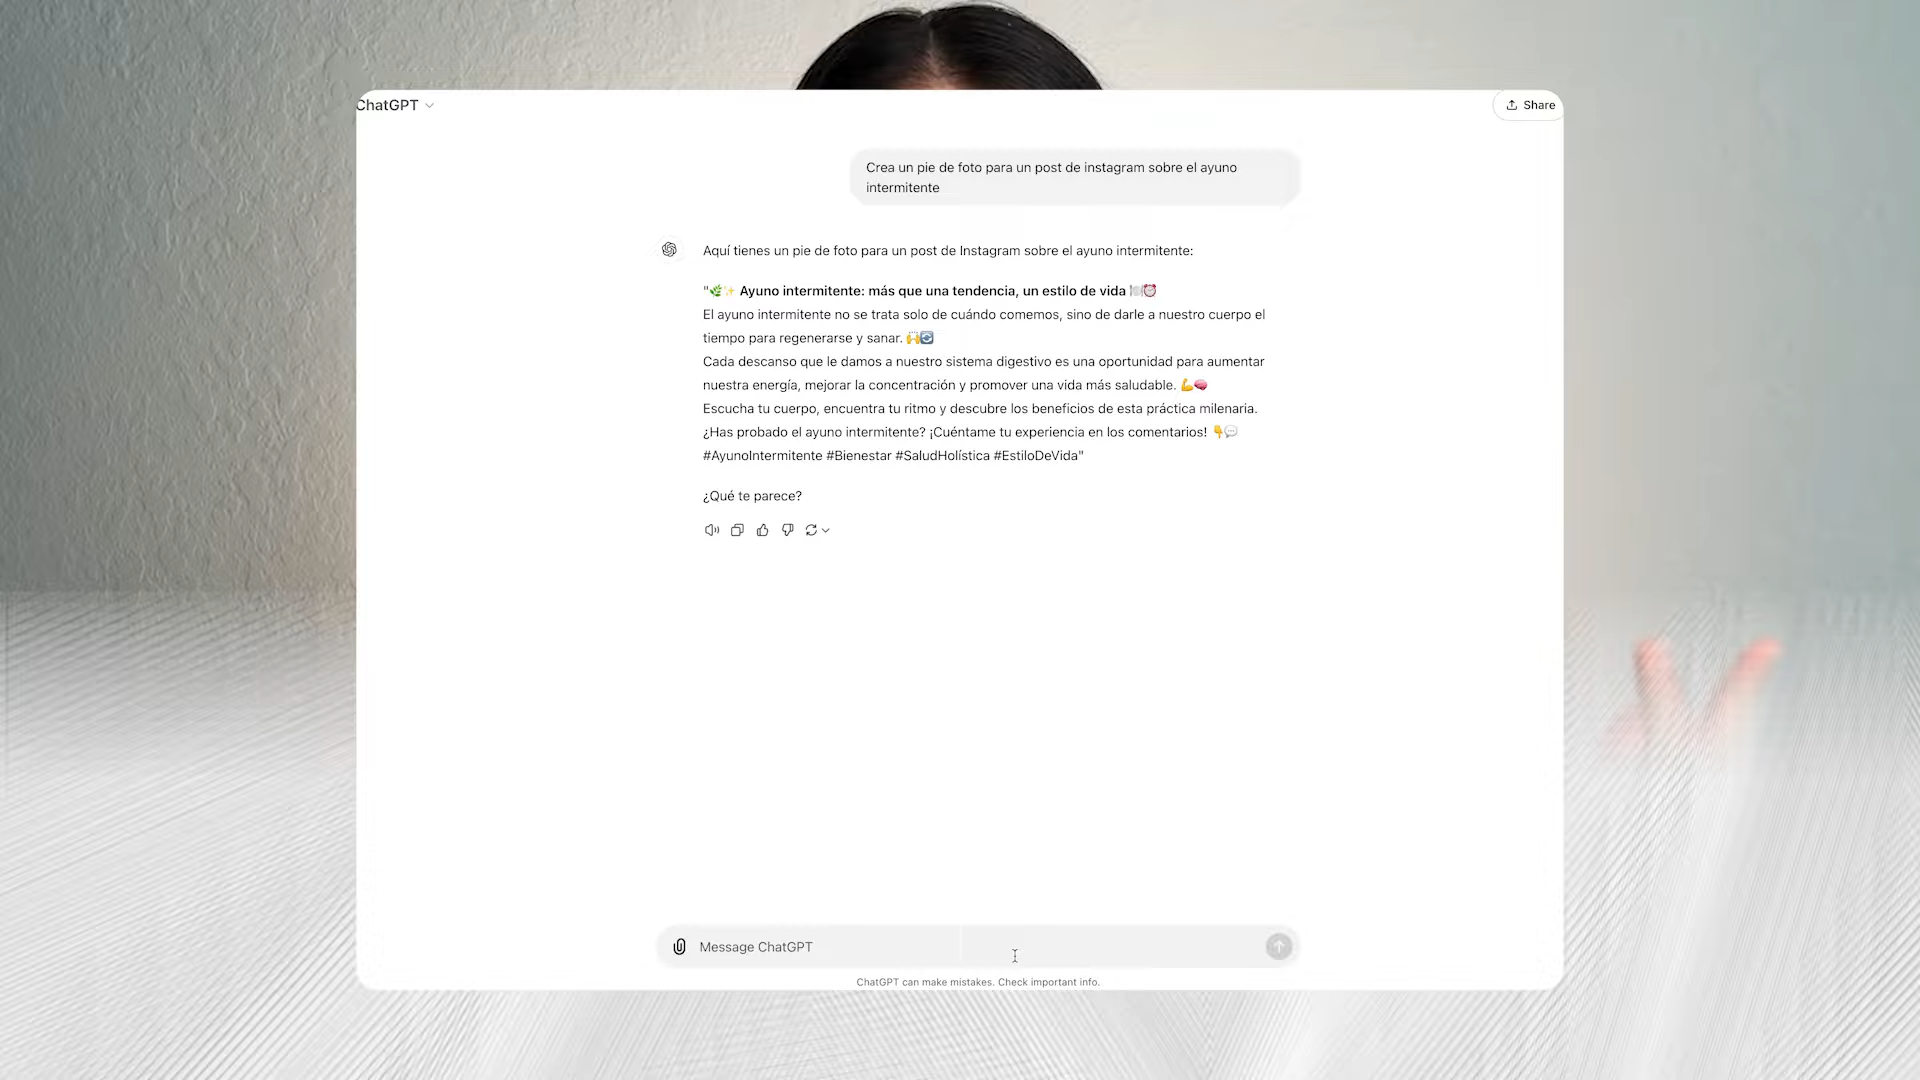 ChatGPT
Share
Crea un pie de foto para un post de instagram sobre el ayuno
intermitente
Aquí tienes un pie de foto para un post de Instagram sobre el ayuno intermitente:
"🌿✨ Ayuno intermitente: más que una tendencia, un estilo de vida 🍽️⏰
El ayuno intermitente no se trata solo de cuándo comemos, sino de darle a nuestro cuerpo el
tiempo para regenerarse y sanar. 🙌🔄
Cada descanso que le damos a nuestro sistema digestivo es una oportunidad para aumentar
nuestra energía, mejorar la concentración y promover una vida más saludable. 💪🧠
Escucha tu cuerpo, encuentra tu ritmo y descubre los beneficios de esta práctica milenaria.
¿Has probado el ayuno intermitente? ¡Cuéntame tu experiencia en los comentarios! 👇💬
#AyunoIntermitente #Bienestar #SaludHolística #EstiloDeVida"
¿Qué te parece?
Message ChatGPT
ChatGPT can make mistakes. Check important info.